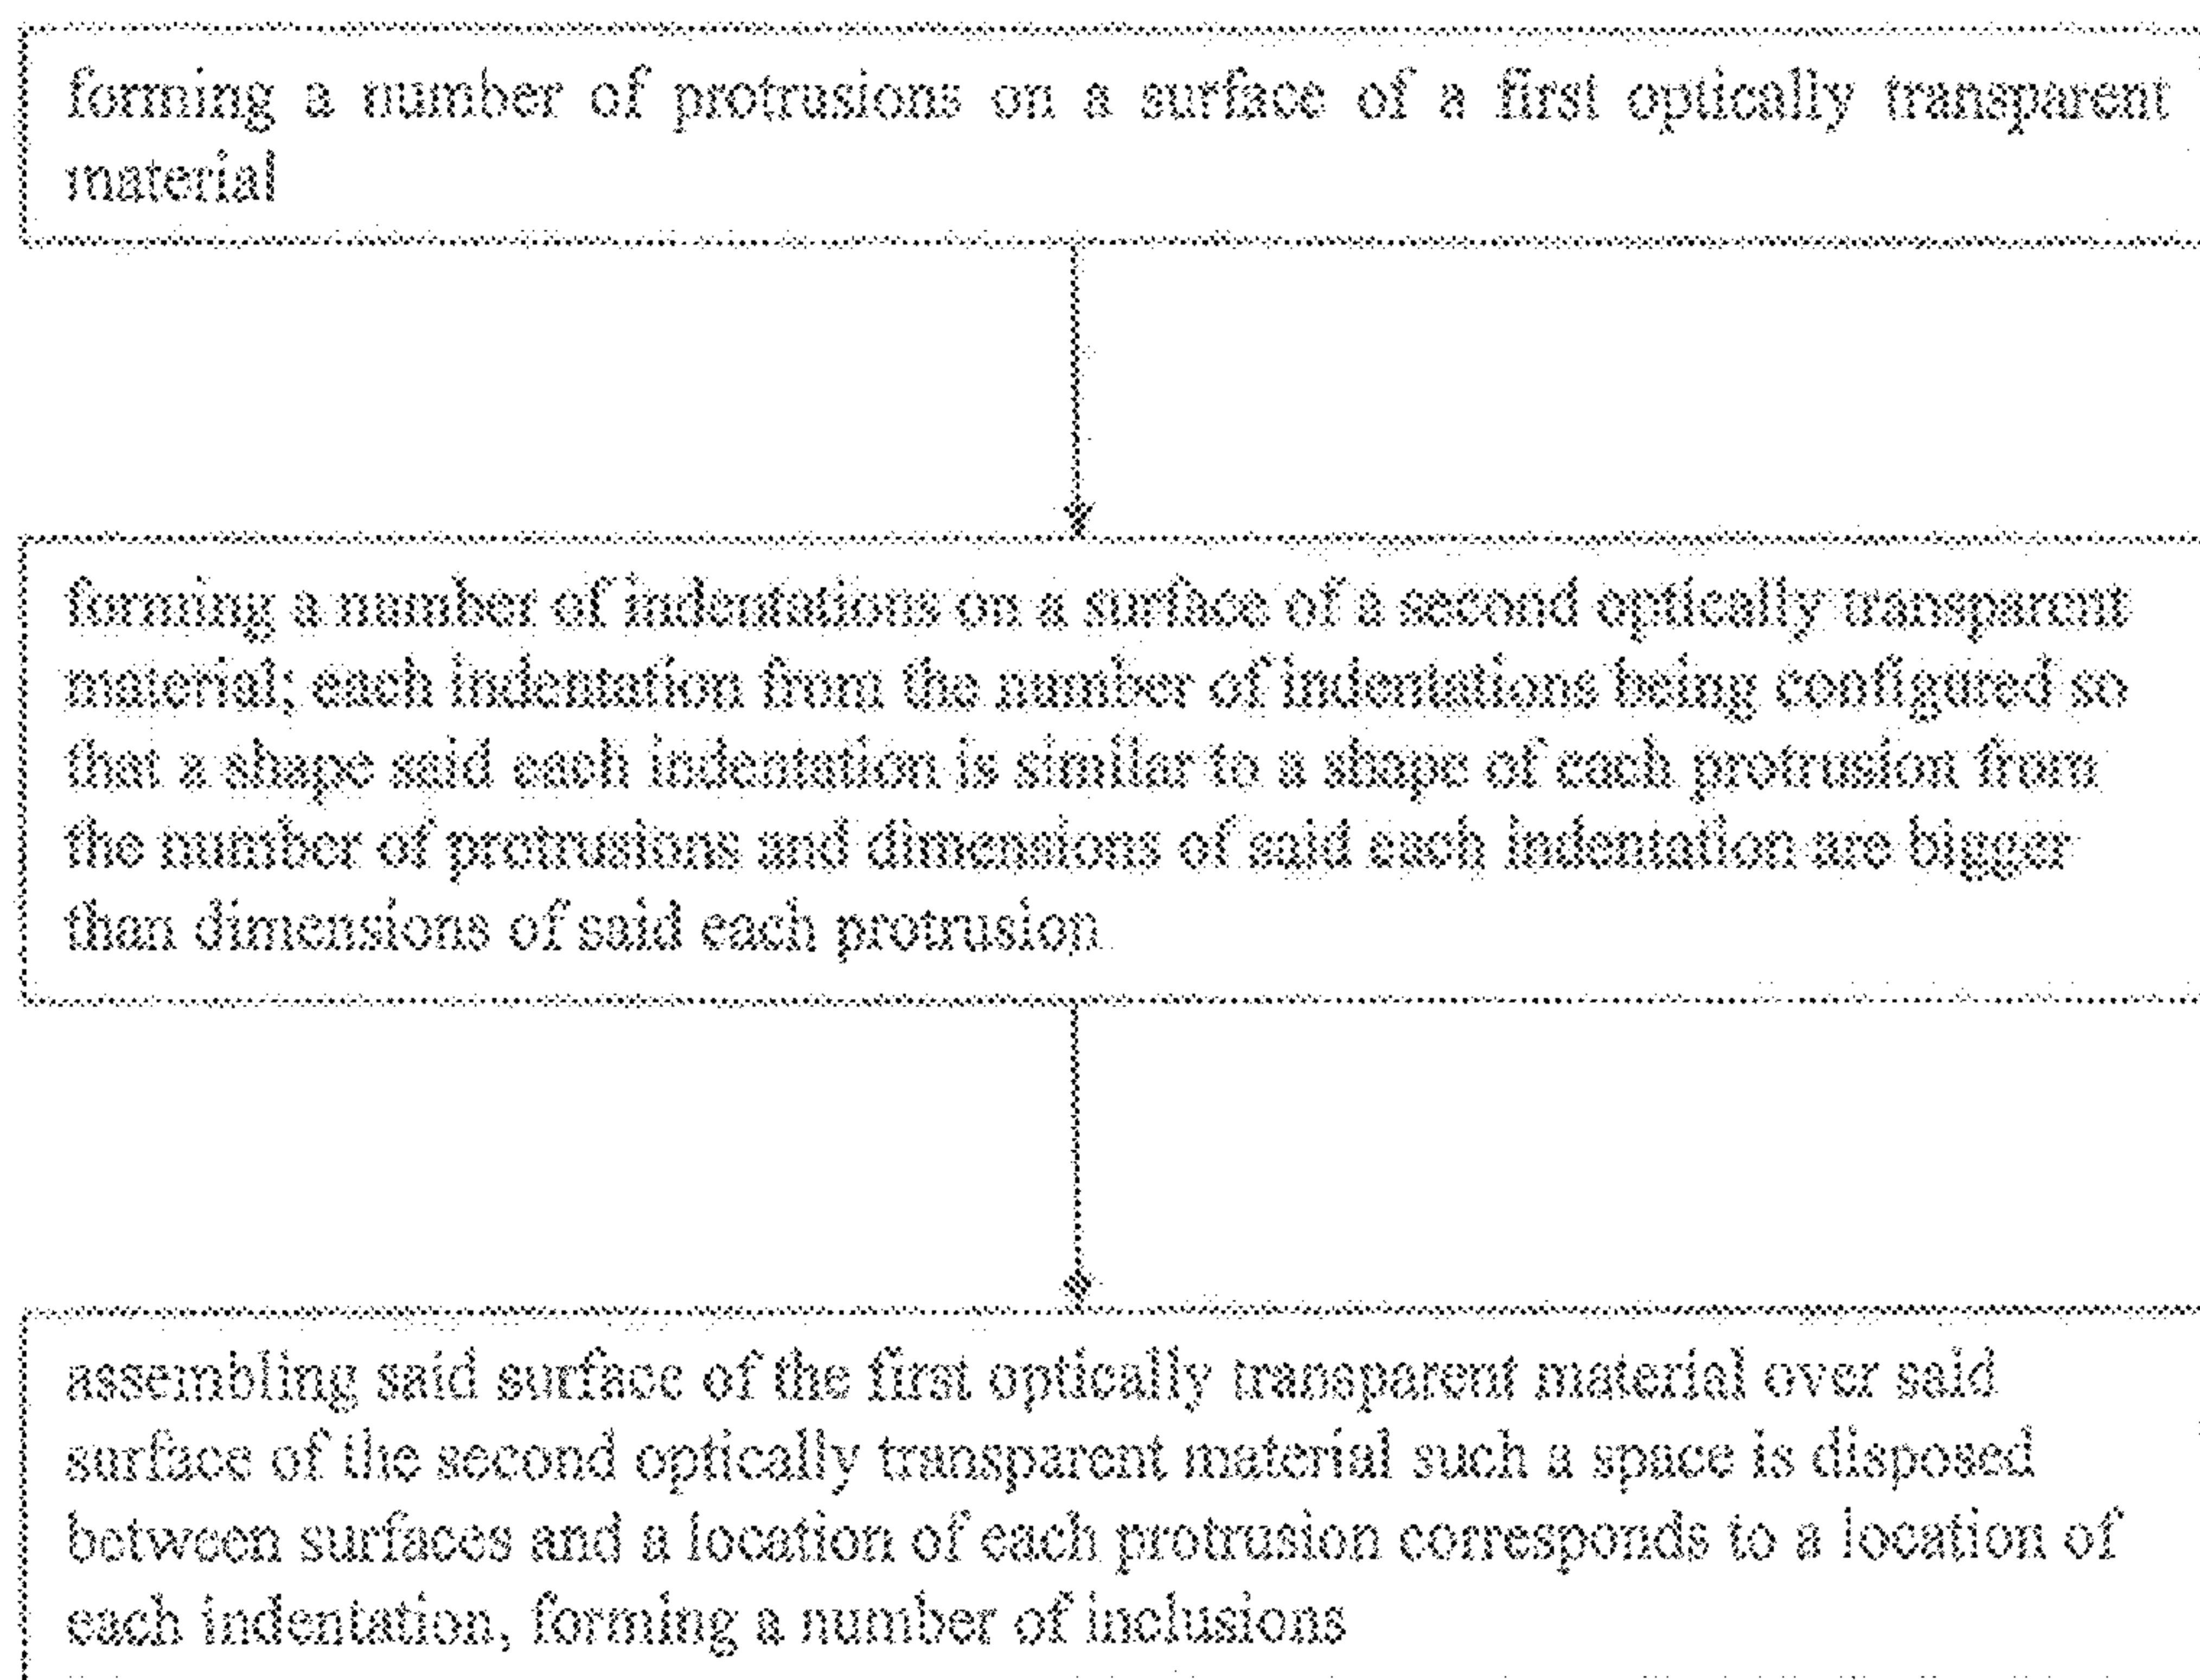 forming a number of protrusions on a surface of a first optically transparent
material
forming a number of indentations on a surface of a second optically transparent
material; each indentation from the number of indentations being configured so
that a shape said each indentation is similar to a shape of each protrusion from
the number of protrusions and dimensions of said each indentation are bigger
than dimensions of said each protrusion
assembling said surface of the first optically transparent material over said
surface of the second optically transparent material such a space is disposed
between surfaces and a location of each protrusion corresponds to a location of
each indentation, forming a number of inclusions